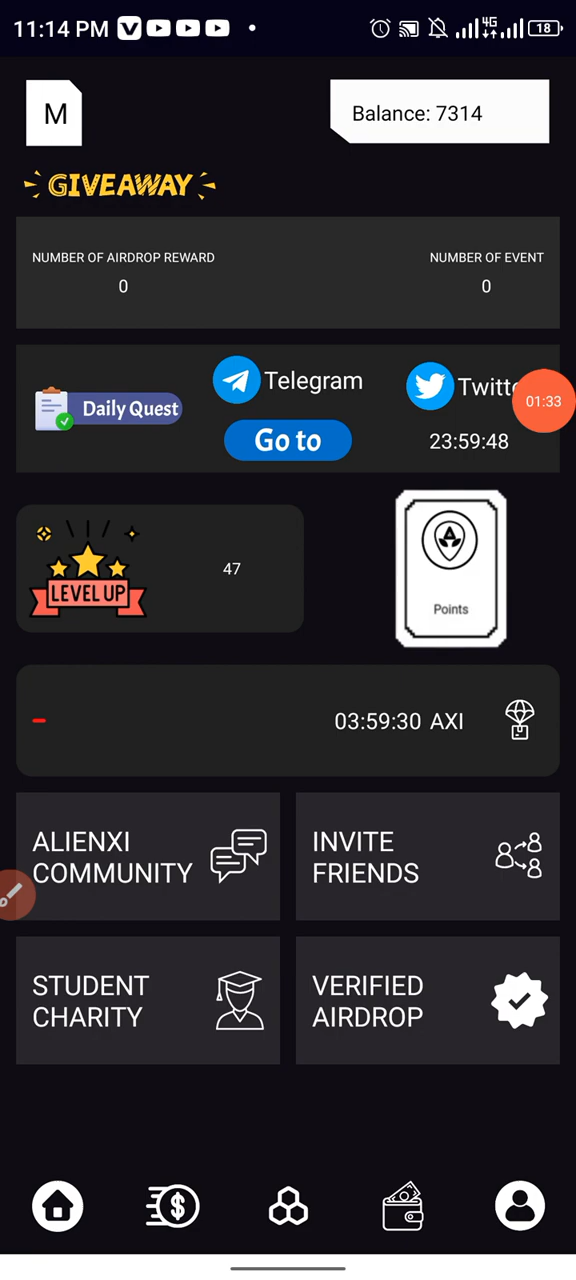 11:14 PM
4G
18
M
Balance: 7314
GIVEAWAY
NUMBER OF AIRDROP REWARD
NUMBER OF EVENT
0
0
Daily Quest
Telegram
Twitt
01:33
Go to
23:59:48
LEVEL UP
47
Points
03:59:30 AXI
ALIENXI
COMMUNITY
INVITE
FRIENDS
STUDENT
CHARITY
VERIFIED
AIRDROP